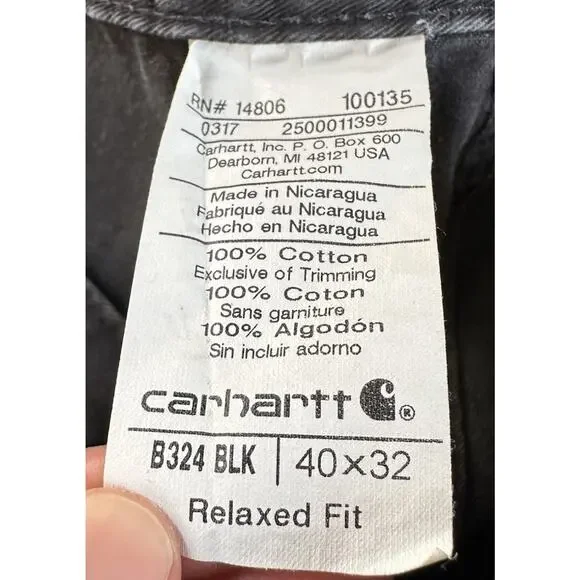 RN# 14806 100135
0317 2500011399
Carhartt, Inc. P. O. Box 600
Dearborn, MI 48121 USA
Carhartt.com
Made in Nicaragua
Fabriqué au Nicaragua
Hecho en Nicaragua
100% Cotton
Exclusive of Trimming
100% Coton
Sans garniture
100% Algodón
Sin incluir adorno
carhartt ®
B324 BLK 40x32
Relaxed Fit